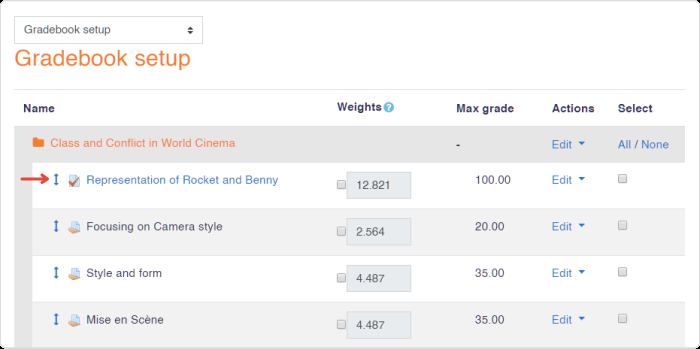 Gradebook setup
Gradebook setup
Name Weights ? Max grade Actions Select
Class and Conflict in World Cinema - Edit All / None
Representation of Rocket and Benny 12.821 100.00 Edit
Focusing on Camera style 2.564 20.00 Edit
Style and form 4.487 35.00 Edit
Mise en Scène 4.487 35.00 Edit